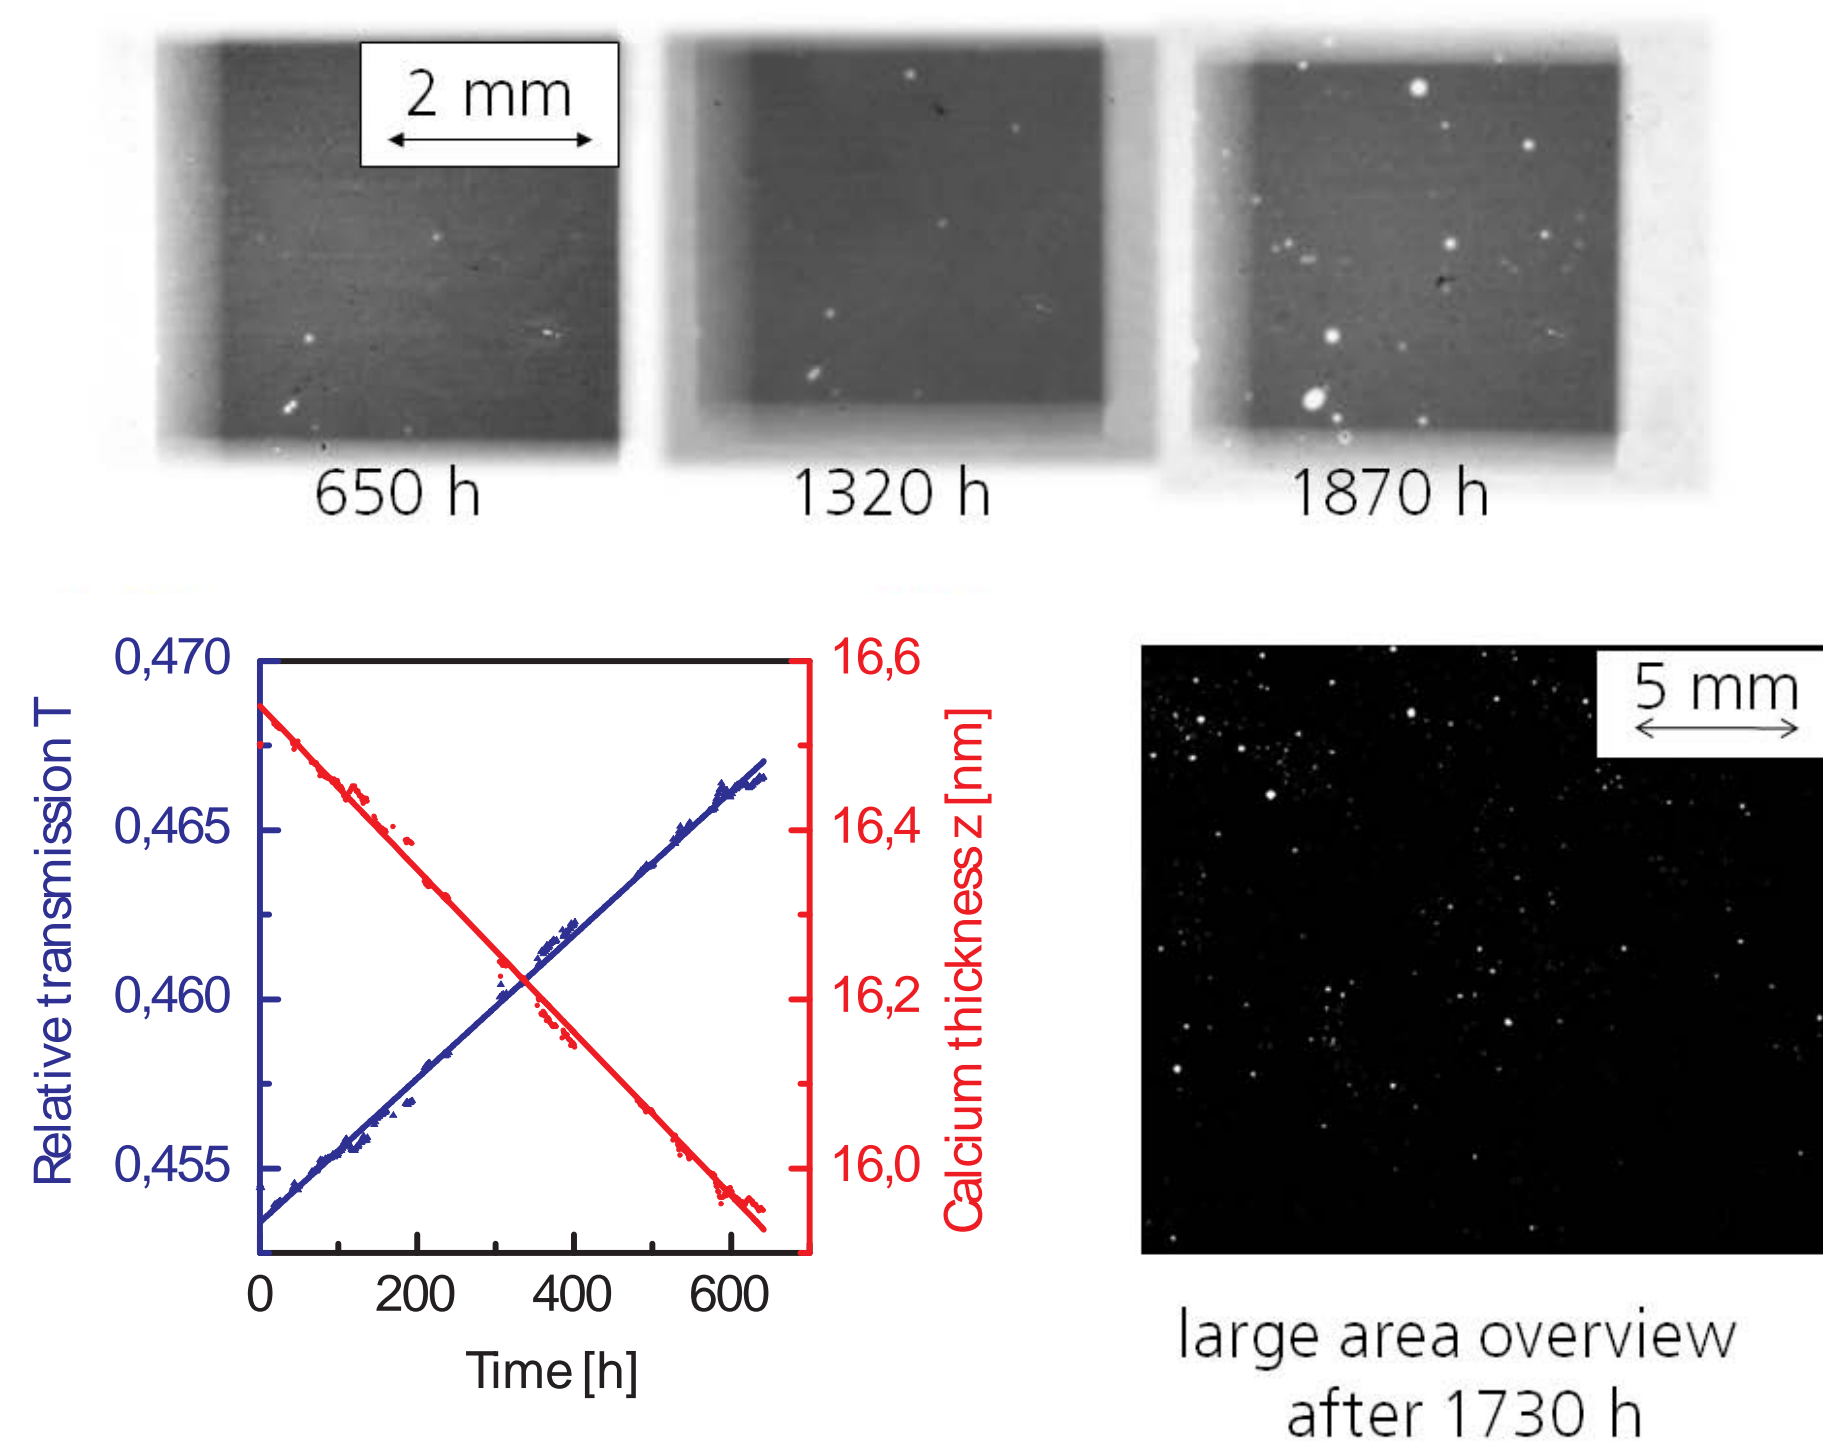 2 mm
650 h
1320 h
1870 h
0,470
0,465
0,460
0,455
Relative transmission T
16,6
16,4
16,2
16,0
Calcium thickness z [nm]
0 200 400 600
Time [h]
5 mm
large area overview
after 1730 h